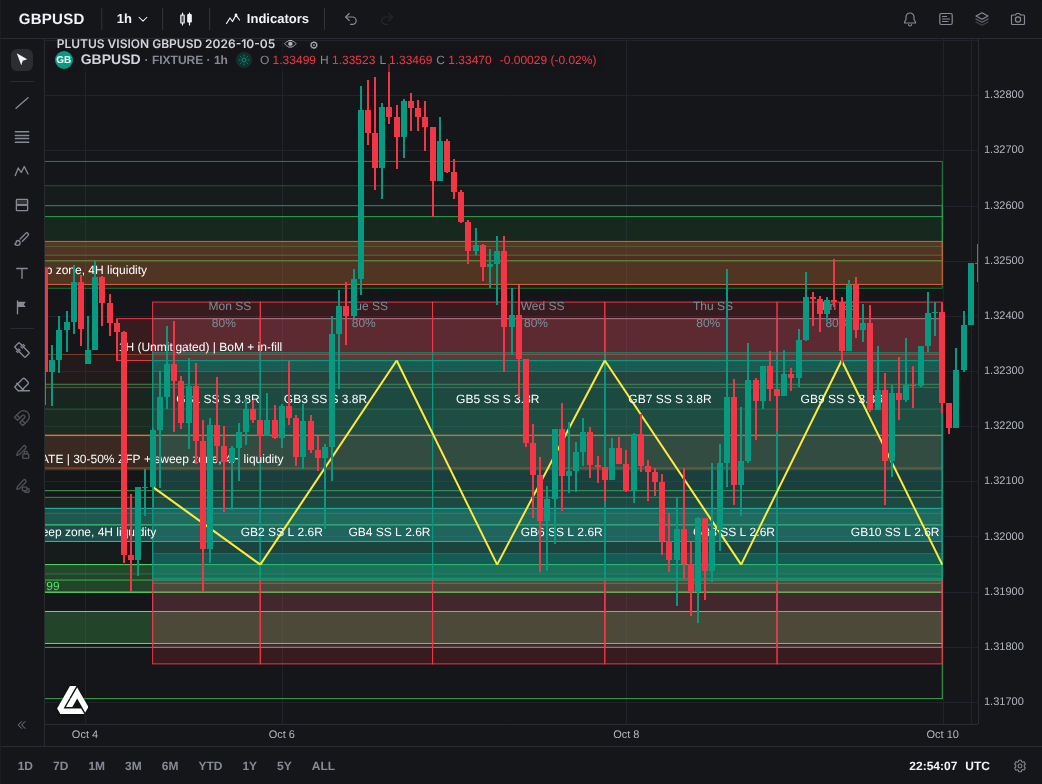 GBPUSD 1h Indicators
PLUTUS VISION GBPUSD 2026-10-05
GB GBPUSD · FIXTURE · 1h O 1.33499 H 1.33523 L 1.33469 C 1.33470 -0.00029 (-0.02%)
1.32800
1.32700
1.32600
1.32500
zone, 4H liquidity
1.32400
Mon SS SS Wed SS Thu SS
80% 80% 80% 80%
(Unmitigated) | BoM + in-fill
1.32300
SS S 3.8R GB3 SS S 3.8R GB5 SS S 3.8R GB7 SS S 3.8R GB9 SS S
1.32200
| 30-50% ZFP + sweep zone, 4H liquidity
1.32100
zone, 4H liquidity GB2 SS L 2.6R GB4 SS L 2.6R GB6 SS L 2.6R SS L 2.6R GB10 SS L 2.6R
1.32000
99
1.31900
1.31800
1.31700
Oct 4 Oct 6 Oct 8 Oct 10
1D 7D 1M 3M 6M YTD 1Y 5Y ALL 22:54:07 UTC